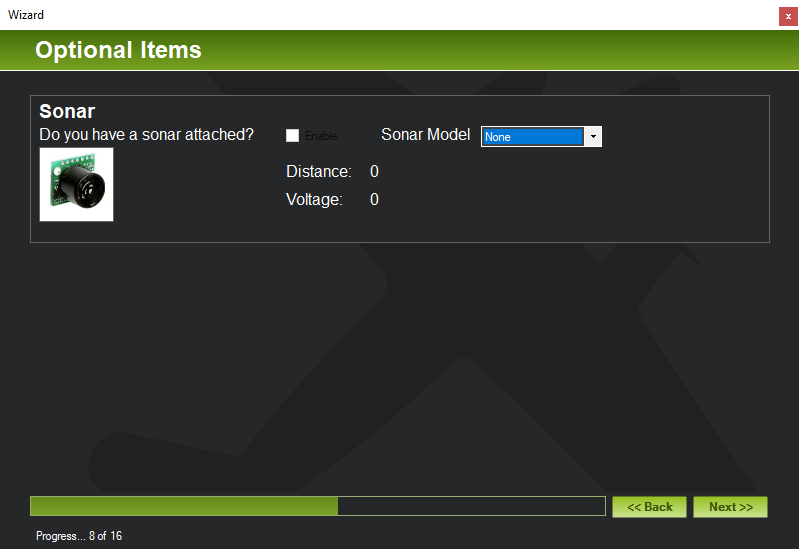 Wizard
x
Optional Items
Sonar
Do you have a sonar attached?
Enable
Sonar Model
None
Distance: 0
Voltage: 0
<< Back
Next >>
Progress... 8 of 16